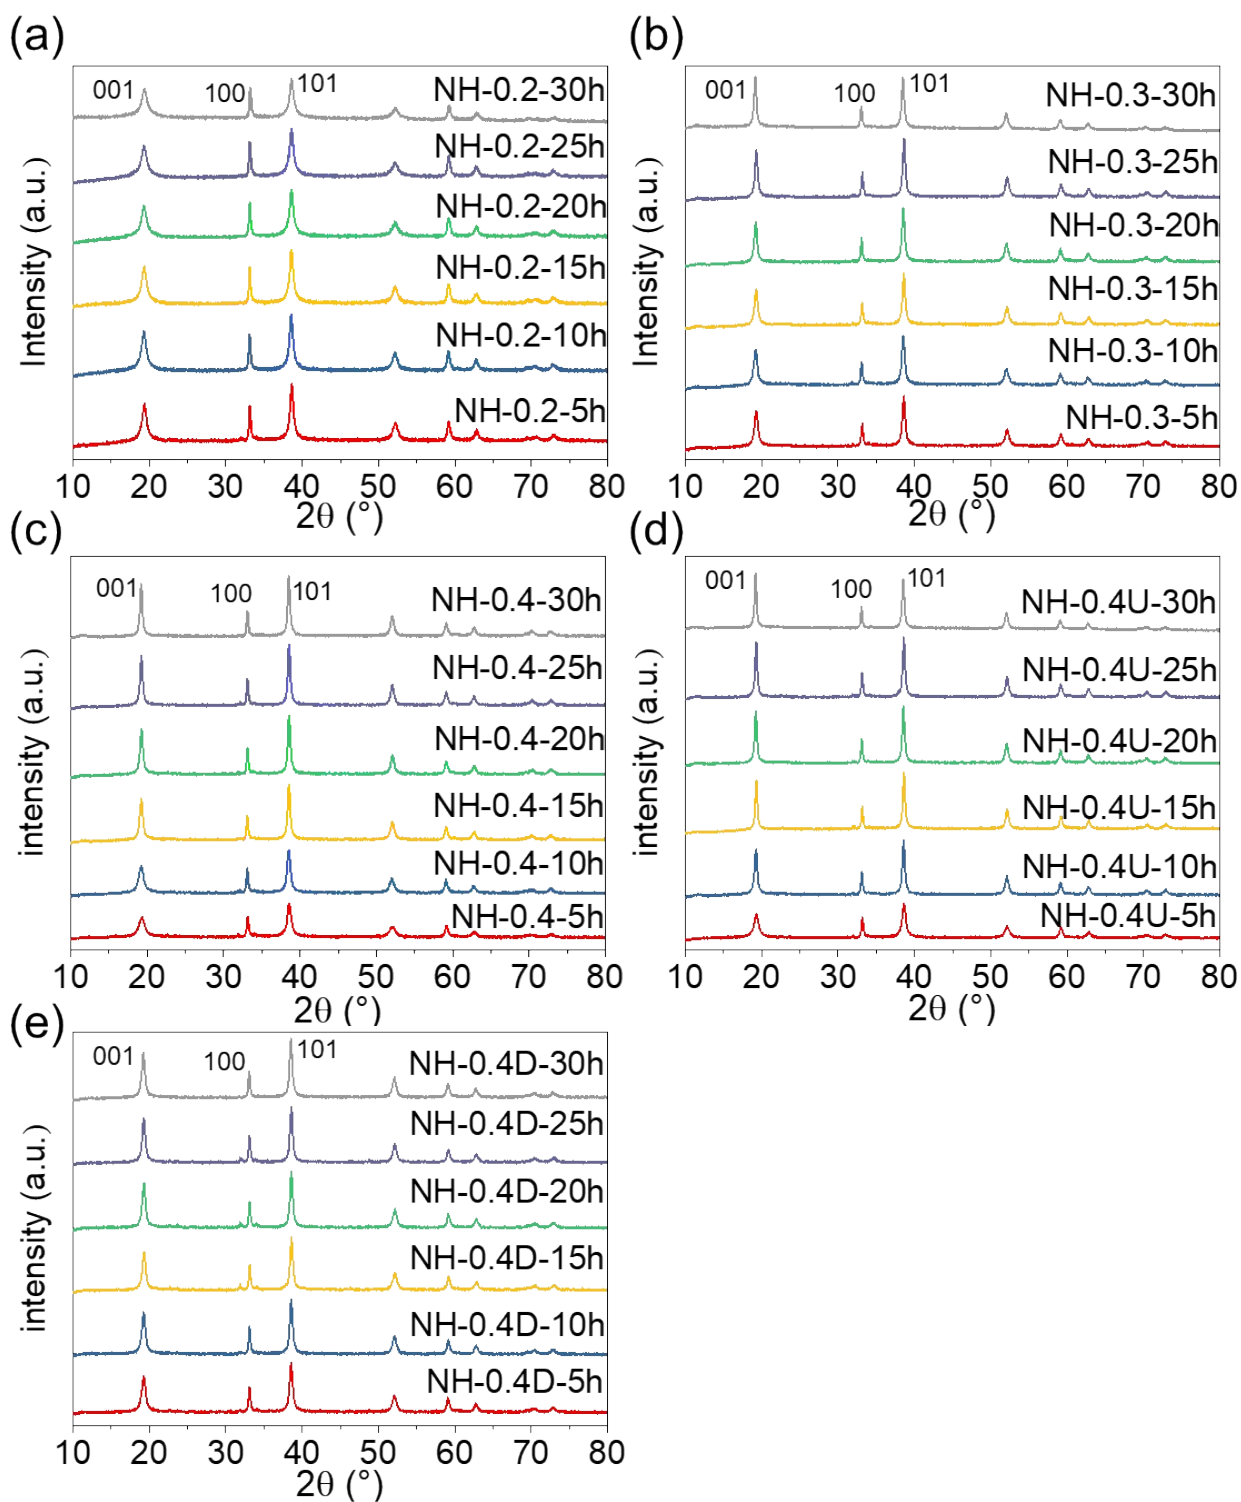 (a)
001
100
101
NH-0.2-30h
NH-0.2-25h
NH-0.2-20h
NH-0.2-15h
NH-0.2-10h
NH-0.2-5h
Intensity (a.u.)
10 20 30 40 50 60 70 80
2θ (°)
(b)
001
100
101
NH-0.3-30h
NH-0.3-25h
NH-0.3-20h
NH-0.3-15h
NH-0.3-10h
NH-0.3-5h
Intensity (a.u.)
10 20 30 40 50 60 70 80
2θ (°)
(c)
001
100
101
NH-0.4-30h
NH-0.4-25h
NH-0.4-20h
NH-0.4-15h
NH-0.4-10h
NH-0.4-5h
intensity (a.u.)
10 20 30 40 50 60 70 80
2θ (°)
(d)
001
100
101
NH-0.4U-30h
NH-0.4U-25h
NH-0.4U-20h
NH-0.4U-15h
NH-0.4U-10h
NH-0.4U-5h
intensity (a.u.)
10 20 30 40 50 60 70 80
2θ (°)
(e)
001
100
101
NH-0.4D-30h
NH-0.4D-25h
NH-0.4D-20h
NH-0.4D-15h
NH-0.4D-10h
NH-0.4D-5h
intensity (a.u.)
10 20 30 40 50 60 70 80
2θ (°)